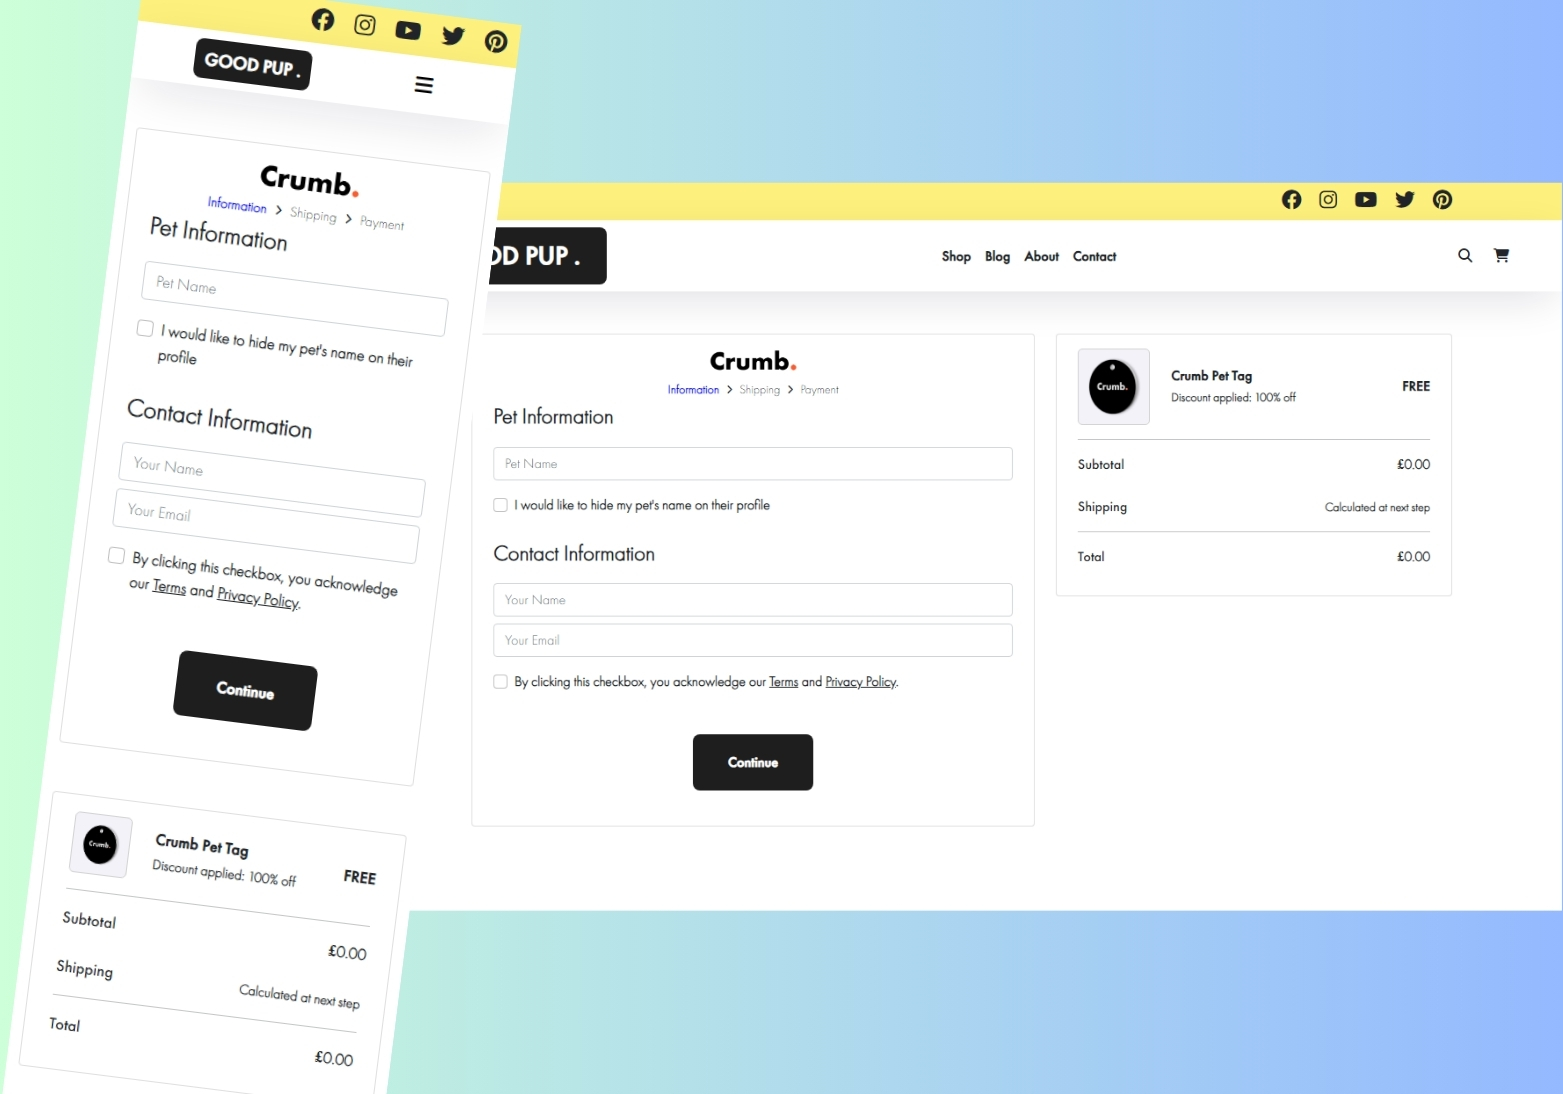 GOOD PUP .
Crumb.
Information > Shipping > Payment
Pet Information
Pet Name
I would like to hide my pet's name on their
profile
Contact Information
Your Name
Your Email
By clicking this checkbox, you acknowledge
our Terms and Privacy Policy.
Continue
Crumb.
Crumb Pet Tag
Discount applied: 100% off
FREE
Subtotal
£0.00
Shipping
Calculated at next step
Total
£0.00
OD PUP .
Shop Blog About Contact
Crumb.
Information > Shipping > Payment
Pet Information
Pet Name
I would like to hide my pet's name on their profile
Contact Information
Your Name
Your Email
By clicking this checkbox, you acknowledge our Terms and Privacy Policy.
Continue
Crumb.
Crumb Pet Tag
Discount applied: 100% off
FREE
Subtotal £0.00
Shipping Calculated at next step
Total £0.00